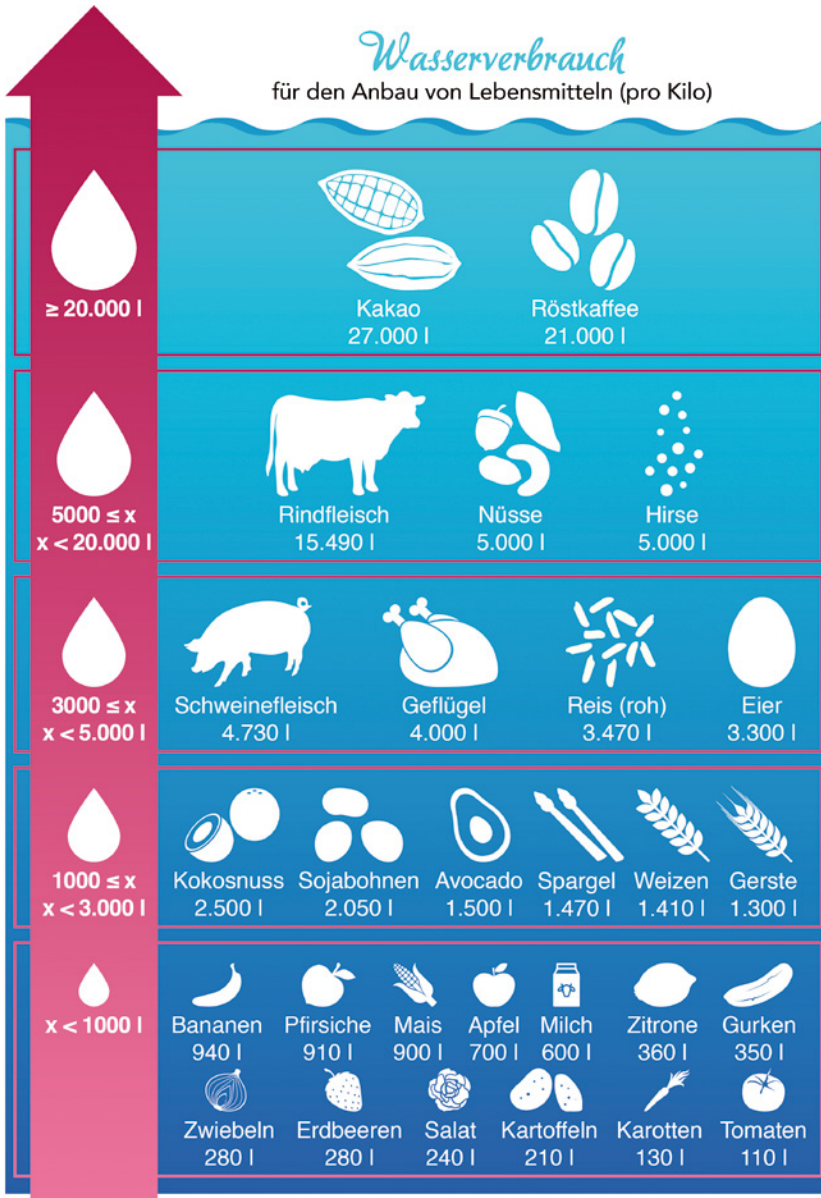 Wasserverbrauch
für den Anbau von Lebensmitteln (pro Kilo)
≥ 20.000 l
Kakao
27.000 l
Röstkaffee
21.000 l
5000 ≤ x
x < 20.000 l
Rindfleisch
15.490 l
Nüsse
5.000 l
Hirse
5.000 l
3000 ≤ x
x < 5.000 l
Schweinefleisch
4.730 l
Geflügel
4.000 l
Reis (roh)
3.470 l
Eier
3.300 l
1000 ≤ x
x < 3.000 l
Kokosnuss
2.500 l
Sojabohnen
2.050 l
Avocado
1.500 l
Spargel
1.470 l
Weizen
1.410 l
Gerste
1.300 l
x < 1000 l
Bananen
940 l
Pfirsiche
910 l
Mais
900 l
Apfel
700 l
Milch
600 l
Zitrone
360 l
Gurken
350 l
Zwiebeln
280 l
Erdbeeren
280 l
Salat
240 l
Kartoffeln
210 l
Karotten
130 l
Tomaten
110 l